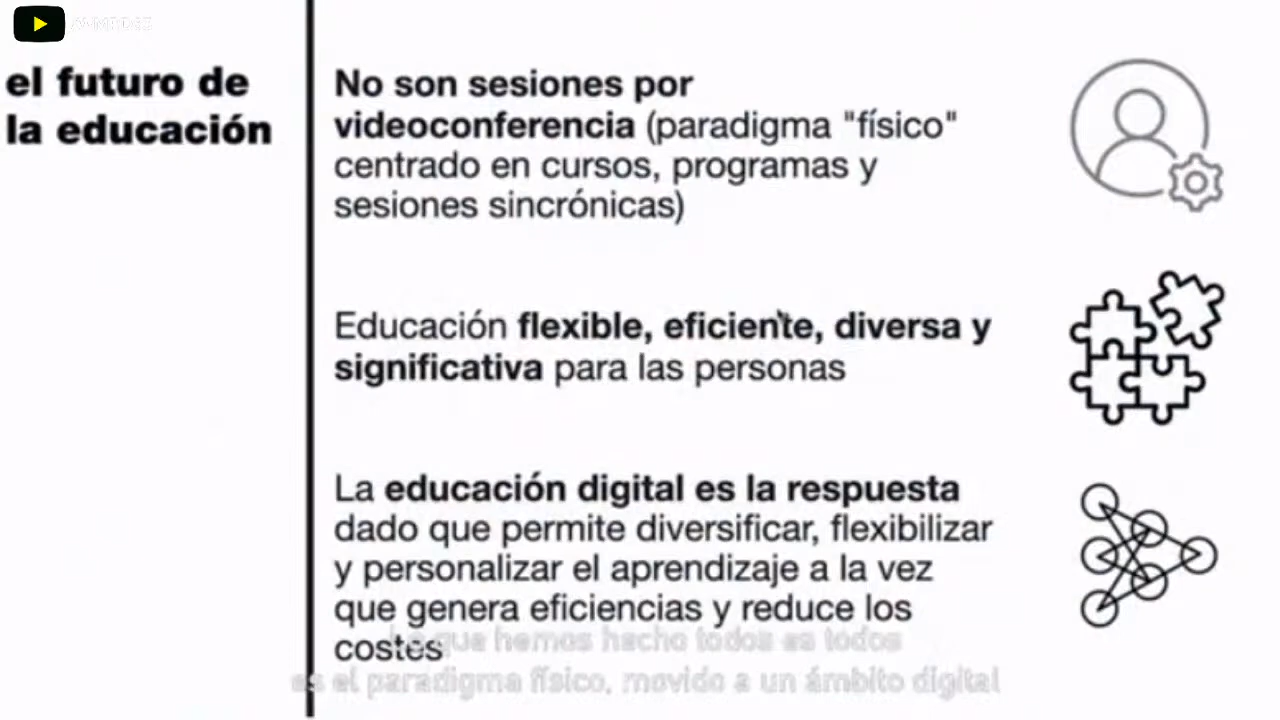 el futuro de
la educación
No son sesiones por
videoconferencia (paradigma "físico"
centrado en cursos, programas y
sesiones sincrónicas)
Educación flexible, eficiente, diversa y
significativa para las personas
La educación digital es la respuesta
dado que permite diversificar, flexibilizar
y personalizar el aprendizaje a la vez
que genera eficiencias y reduce los
costes
Lo que hemos hecho todos es todos
es el paradigma físico, movido a un ámbito digital